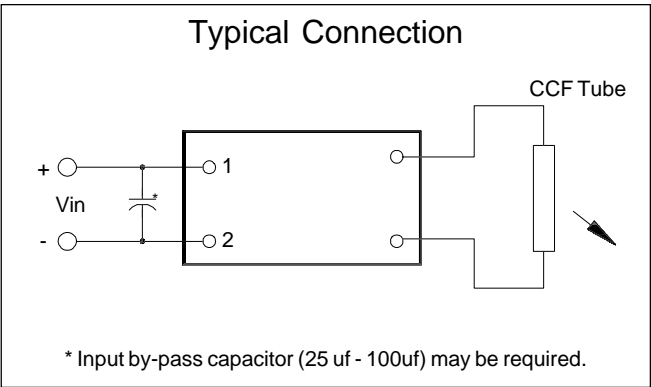 Typical Connection
CCF Tube
+
1
Vin
*
-
2
* Input by-pass capacitor (25 uf - 100uf) may be required.